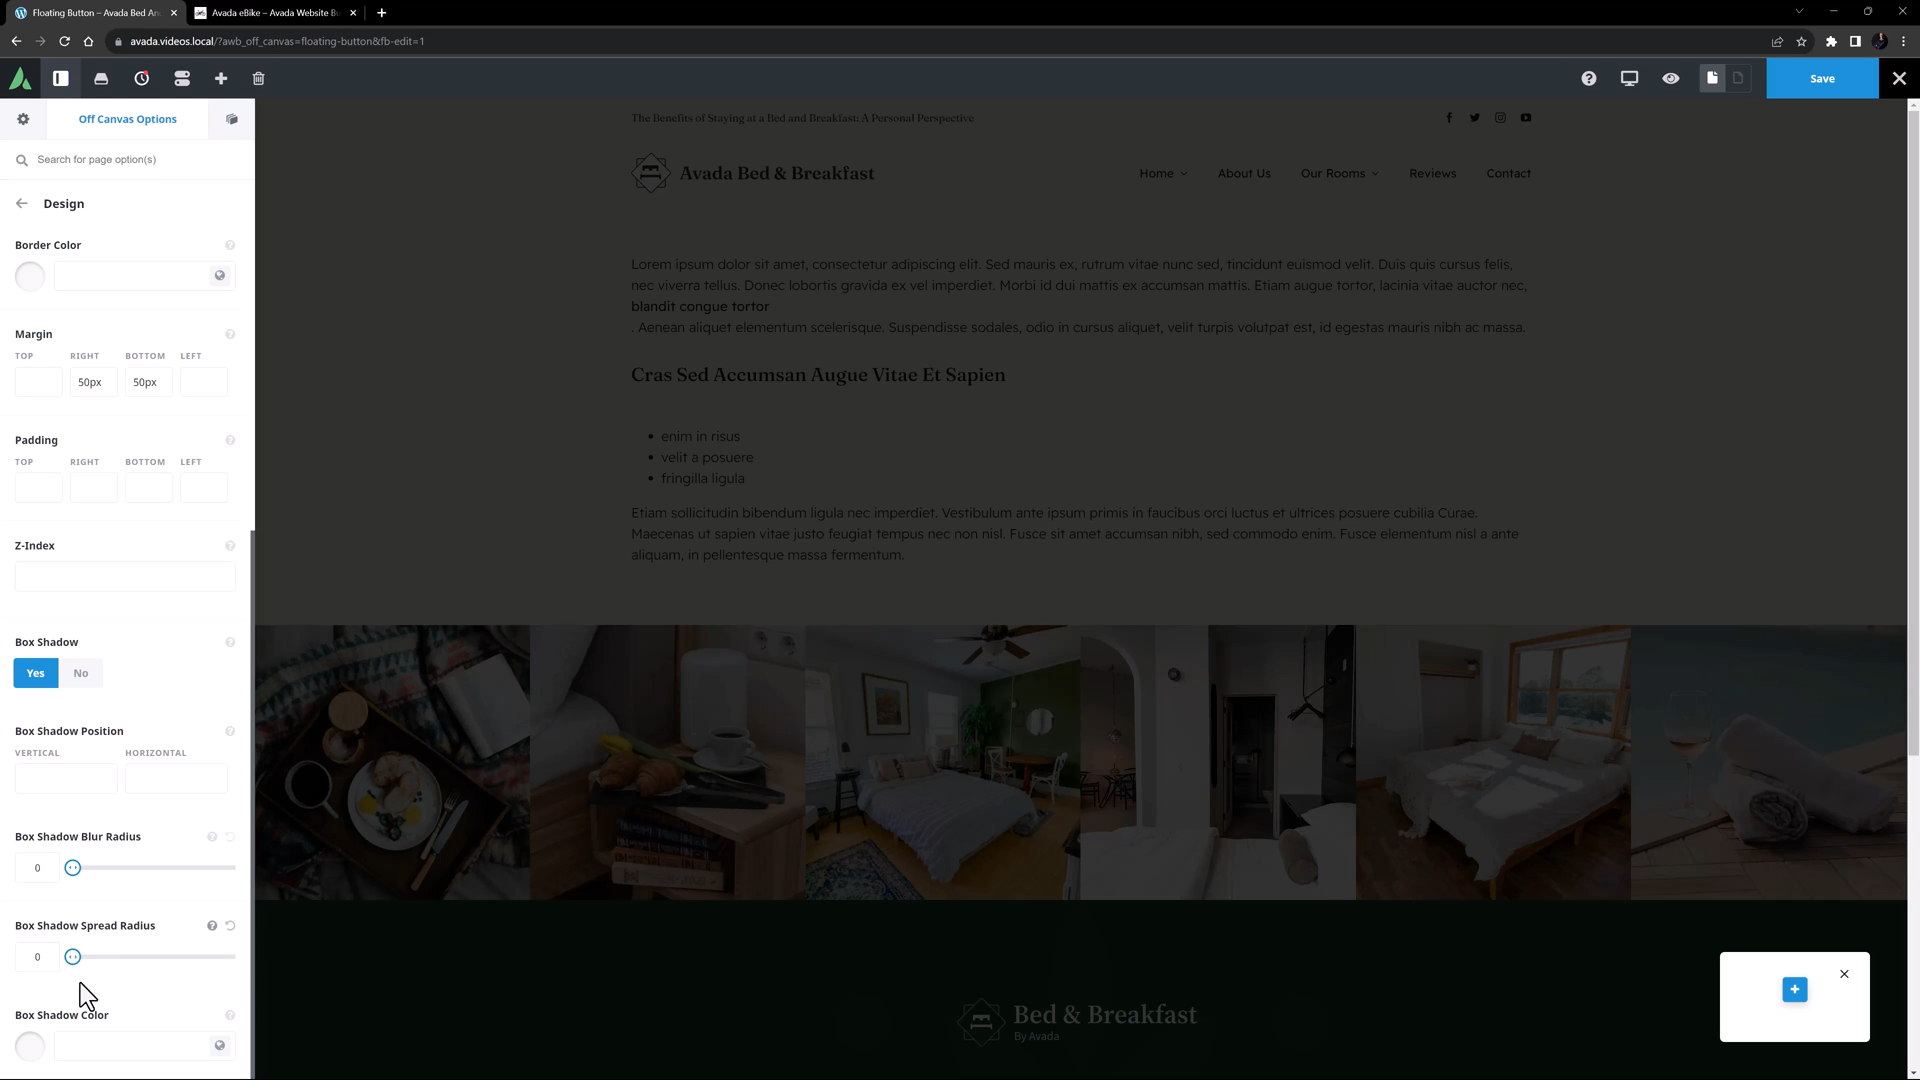 Floating Button – Avada Bed An
Avada eBike – Avada Website Bu
avada.videos.local/?awb_off_canvas=floating-button&fb-edit=1
Save
Off Canvas Options
Search for page option(s)
Design
Border Color
Margin
TOP RIGHT BOTTOM LEFT
50px 50px
Padding
TOP RIGHT BOTTOM LEFT
Z-Index
Box Shadow
Yes No
Box Shadow Position
VERTICAL HORIZONTAL
Box Shadow Blur Radius
0
Box Shadow Spread Radius
0
Box Shadow Color
The Benefits of Staying at a Bed and Breakfast: A Personal Perspective
Avada Bed & Breakfast
Home About Us Our Rooms Reviews Contact
Lorem ipsum dolor sit amet, consectetur adipiscing elit. Sed mauris ex, rutrum vitae nunc sed, tincidunt euismod velit. Duis quis cursus felis,
nec viverra tellus. Donec lobortis gravida ex vel imperdiet. Morbi id dui mattis ex accumsan mattis. Etiam augue tortor, lacinia vitae auctor nec,
blandit congue tortor
. Aenean aliquet elementum scelerisque. Suspendisse sodales, odio in cursus aliquet, velit turpis volutpat est, id egestas mauris nibh ac massa.
Cras Sed Accumsan Augue Vitae Et Sapien
• enim in risus
• velit a posuere
• fringilla ligula
Etiam sollicitudin bibendum ligula nec imperdiet. Vestibulum ante ipsum primis in faucibus orci luctus et ultrices posuere cubilia Curae.
Maecenas ut sapien vitae justo feugiat tempus nec non nisl. Fusce sit amet accumsan nibh, sed commodo enim. Fusce elementum nisl a ante
aliquam, in pellentesque massa fermentum.
Bed & Breakfast
By Avada